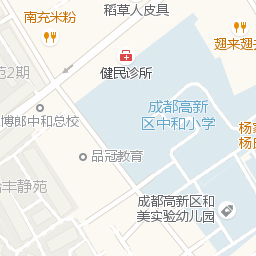 稻草人皮具
南充米粉
翅来翅
健民诊所
苑2期
成都高新
区中和小学
博郎中和总校
杨
杨
品冠教育
丰静苑
成都高新区和
美实验幼儿园